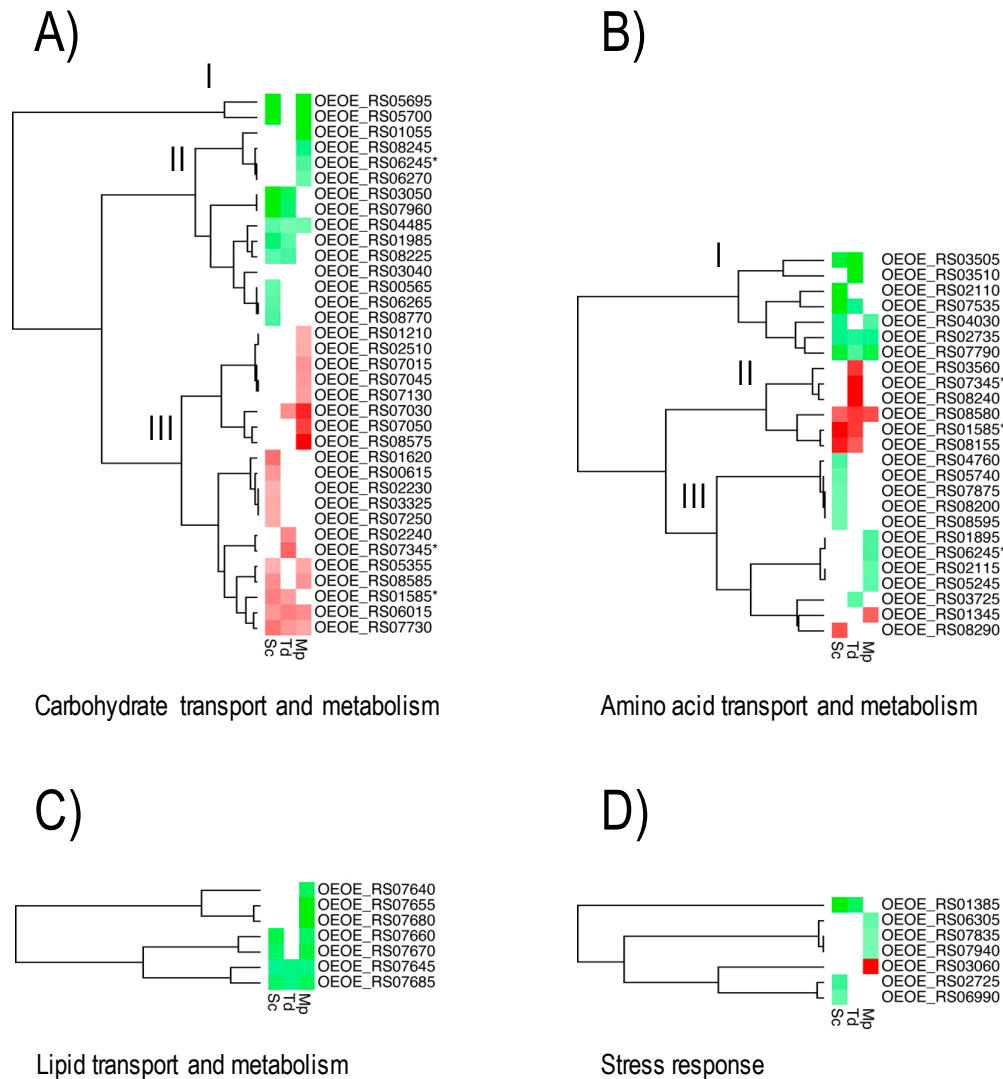 A)
I
OEOE_RS05695
OEOE_RS05700
OEOE_RS01055
II
OEOE_RS08245
OEOE_RS06245*
OEOE_RS06270
OEOE_RS03050
OEOE_RS07960
OEOE_RS04485
OEOE_RS01985
OEOE_RS08225
OEOE_RS03040
OEOE_RS00565
OEOE_RS06265
OEOE_RS08770
OEOE_RS01210
OEOE_RS02510
OEOE_RS07015
OEOE_RS07045
OEOE_RS07130
III
OEOE_RS07030
OEOE_RS07050
OEOE_RS08575
OEOE_RS01620
OEOE_RS00615
OEOE_RS02230
OEOE_RS03325
OEOE_RS07250
OEOE_RS02240
OEOE_RS07345*
OEOE_RS05355
OEOE_RS08585
OEOE_RS01585*
OEOE_RS06015
OEOE_RS07730
Sc Td Mp
Carbohydrate transport and metabolism
B)
I
OEOE_RS03505
OEOE_RS03510
OEOE_RS02110
OEOE_RS07535
OEOE_RS04030
OEOE_RS02735
OEOE_RS07790
II
OEOE_RS03560
OEOE_RS07345*
OEOE_RS08240
OEOE_RS08580
OEOE_RS01585*
OEOE_RS08155
OEOE_RS04760
OEOE_RS05740
III
OEOE_RS07875
OEOE_RS08200
OEOE_RS08595
OEOE_RS01895
OEOE_RS06245*
OEOE_RS02115
OEOE_RS05245
OEOE_RS03725
OEOE_RS01345
OEOE_RS08290
Sc Td Mp
Amino acid transport and metabolism
C)
OEOE_RS07640
OEOE_RS07655
OEOE_RS07680
OEOE_RS07660
OEOE_RS07670
OEOE_RS07645
OEOE_RS07685
Sc Td Mp
Lipid transport and metabolism
D)
OEOE_RS01385
OEOE_RS06305
OEOE_RS07835
OEOE_RS07940
OEOE_RS03060
OEOE_RS02725
OEOE_RS06990
Sc Td Mp
Stress response